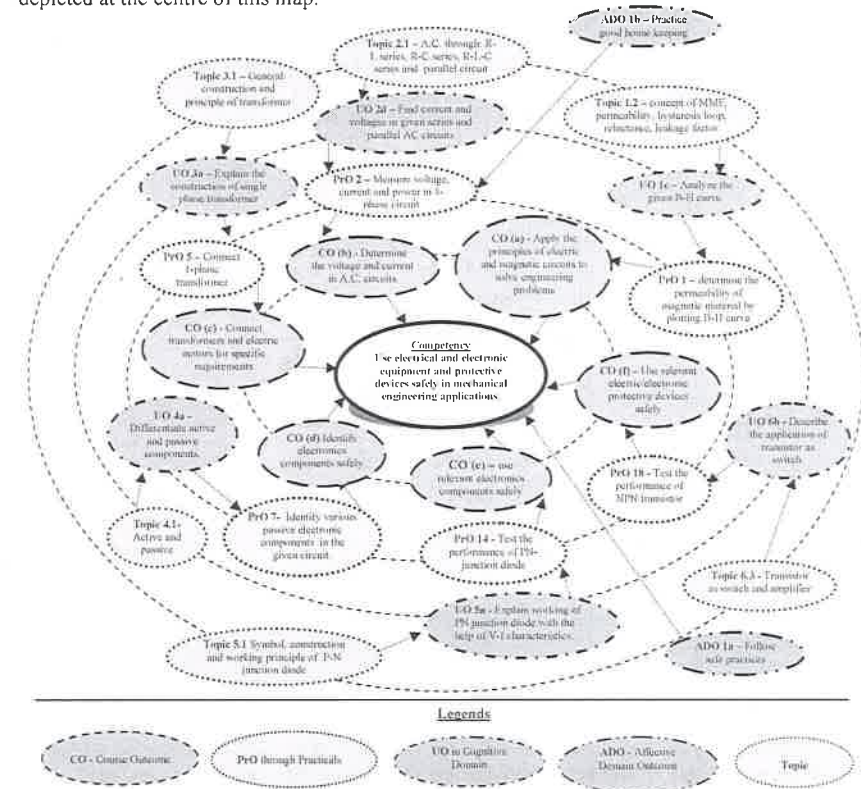 depicted at the centre of this map.
ADO 1b - Practice
good house keeping
Topic 2.1 - A.C. through R-
L series, R-C series, R-L-C
series and parallel circuit
Topic 3.1 - General
construction and
principle of transformer
Topic 1.2 - concept of MMF,
permeability, hysteresis loop,
reluctance, leakage factor
UO 2d - Find current and
voltages in given series and
parallel AC circuits
UO 3a - Explain the
construction of single
phase transformer
PrO 2 - Measure voltage,
current and power in 1-
phase circuit
UO 1c - Analyze the
given B-H curve
PrO 5 - Connect
1-phase
transformer
CO (b) - Determine
the voltage and current
in A.C. circuits
CO (a) - Apply the
principles of electric
and magnetic circuits to
solve engineering
problems
PrO 1 - determine the
permeability of
magnetic material by
plotting B-H curve
CO (c) - Connect
transformers and electric
motors for specific
requirements
Competency
Use electrical and electronic
equipment and protective
devices safely in mechanical
engineering applications
CO (f) - Use relevant
electric/electronic
protective devices
safely
UO 4a -
Differentiate active
and passive
components.
CO (d) Identify
electronics
components safely
CO (e) - use
relevant electronics
components safely
UO 6b - Describe
the application of
transistor as
switch
PrO 18 - Test the
performance of
NPN transistor
Topic 4.1-
Active and
passive
PrO 7- Identify various
passive electronic
components in the
given circuit.
PrO 14 - Test the
performance of PN-
junction diode
Topic 6.3 - Transistor
as switch and amplifier
UO 5a - Explain working of
PN junction diode with the
help of V-I characteristics.
Topic 5.1 Symbol, construction
and working principle of P-N
junction diode
ADO 1a - Follow
safe practices
Legends
CO - Course Outcome
PrO through Practicals
UO in Cognitive
Domain
ADO - Affective
Domain Outcome
Topic